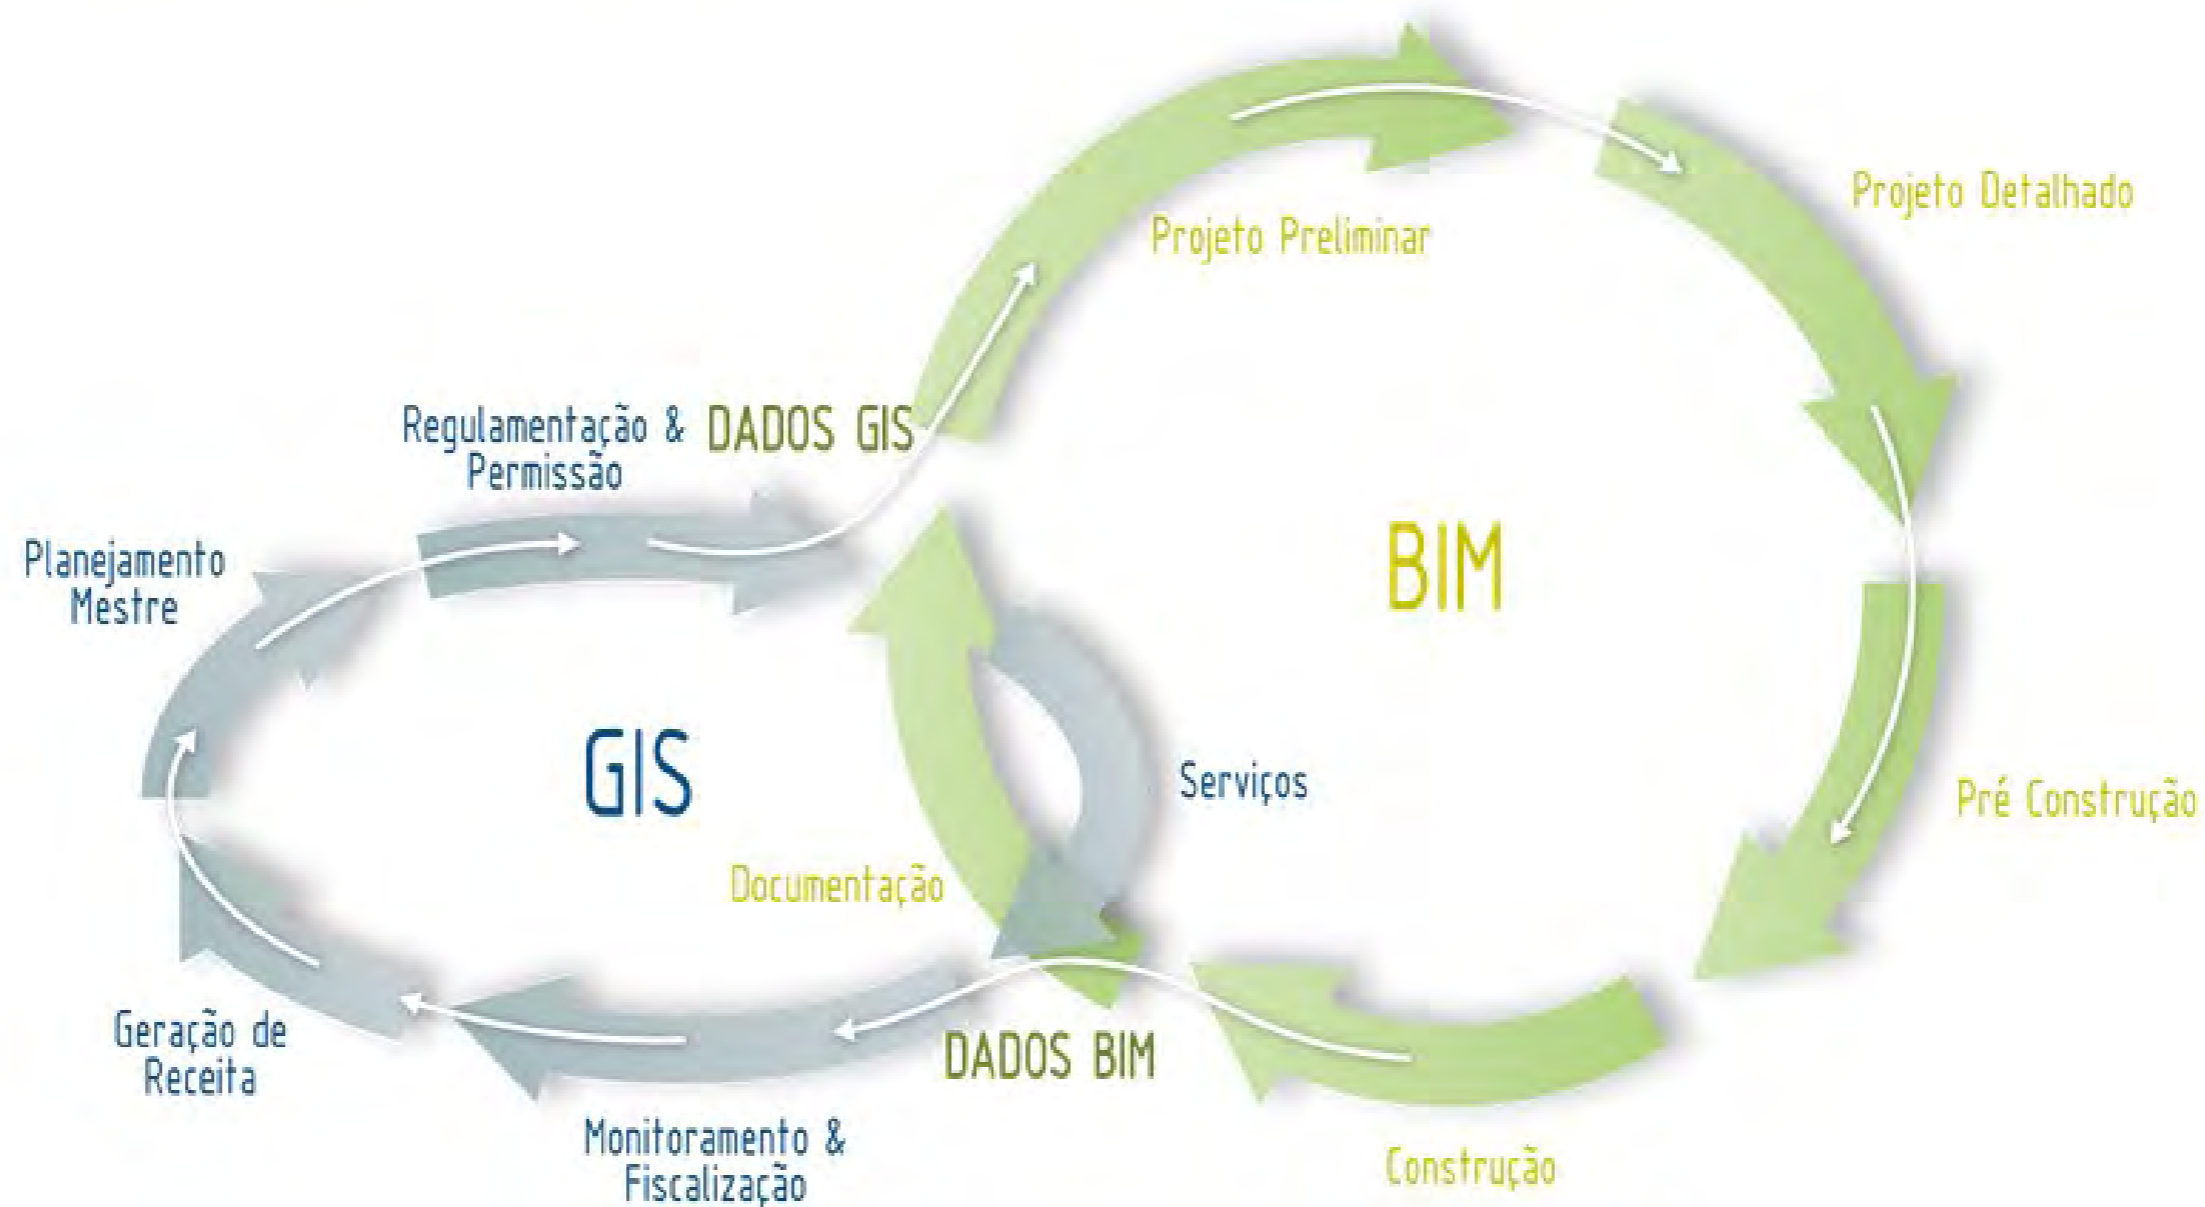 Projeto Detalhado
Projeto Preliminar
Regulamentação & DADOS GIS
Permissão
Planejamento
Mestre
BIM
GIS
Serviços
Pré Construção
Documentação
Geração de
Receita
DADOS BIM
Monitoramento &
Fiscalização
Construção